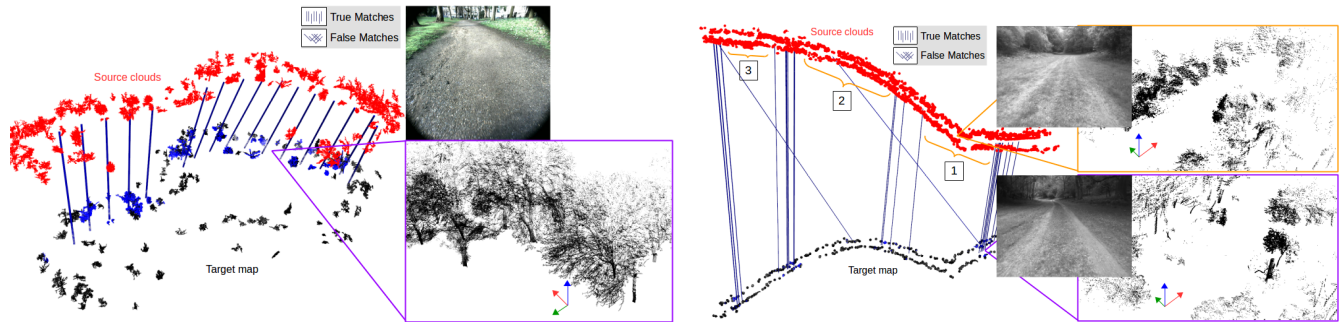 True Matches
False Matches
Source clouds
Target map
True Matches
False Matches
Source clouds
3
2
1
Target map